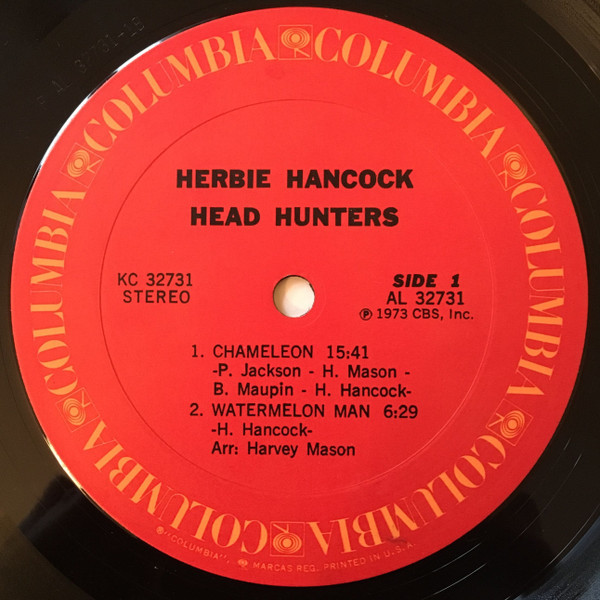 COLUMBIA COLUMBIA COLUMBIA COLUMBIA COLUMBIA COLUMBIA COLUMBIA
HERBIE HANCOCK
HEAD HUNTERS
KC 32731
STEREO
SIDE 1
AL 32731
Ⓟ 1973 CBS, Inc.
1. CHAMELEON 15:41
-P. Jackson - H. Mason -
B. Maupin - H. Hancock-
2. WATERMELON MAN 6:29
-H. Hancock-
Arr: Harvey Mason
"COLUMBIA", MARCAS REG. PRINTED IN U.S.A.